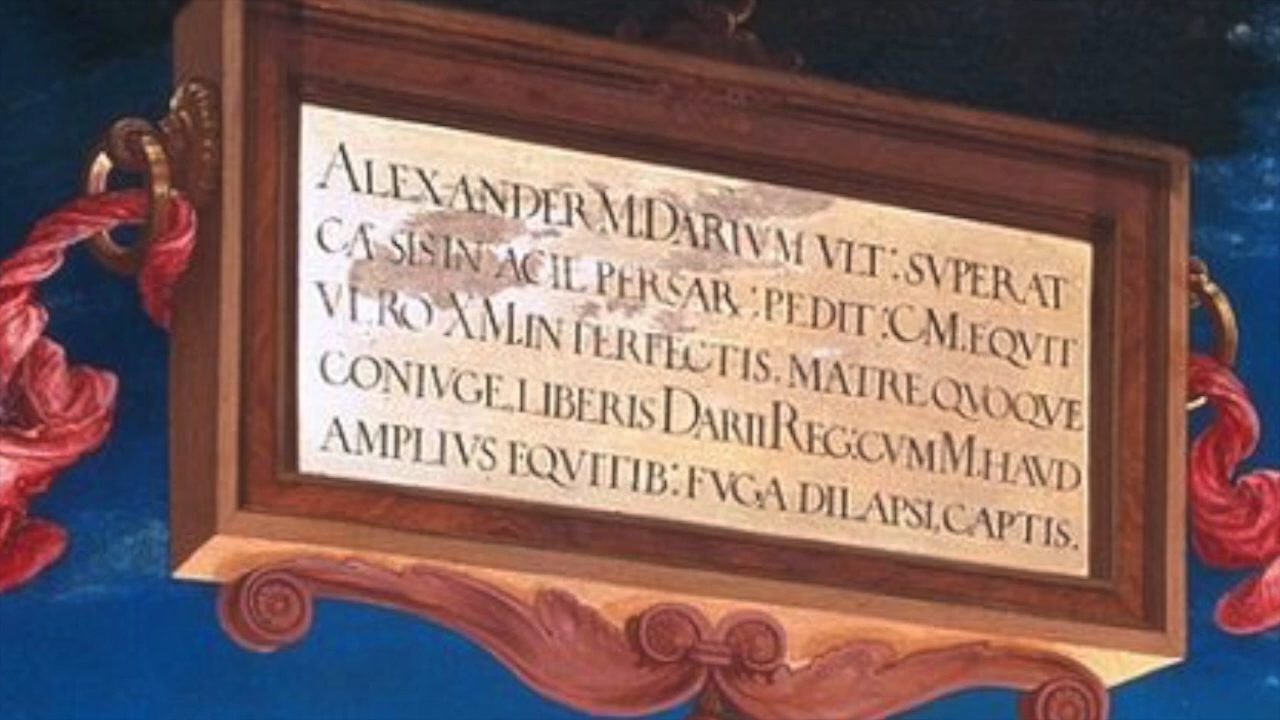 ALEXANDER M.DARIVM VLT:SVPERAT
CÆSIS IN ACIE PERSAR:PEDIT:C.M.EQVIT
VERO X.M.INTERFECTIS.MATRE QVOQVE
CONIVGE,LIBERIS DARII REG:CVM M.HAVD
AMPLIVS EQVITIB:FVGA DILAPSI,CAPTIS.